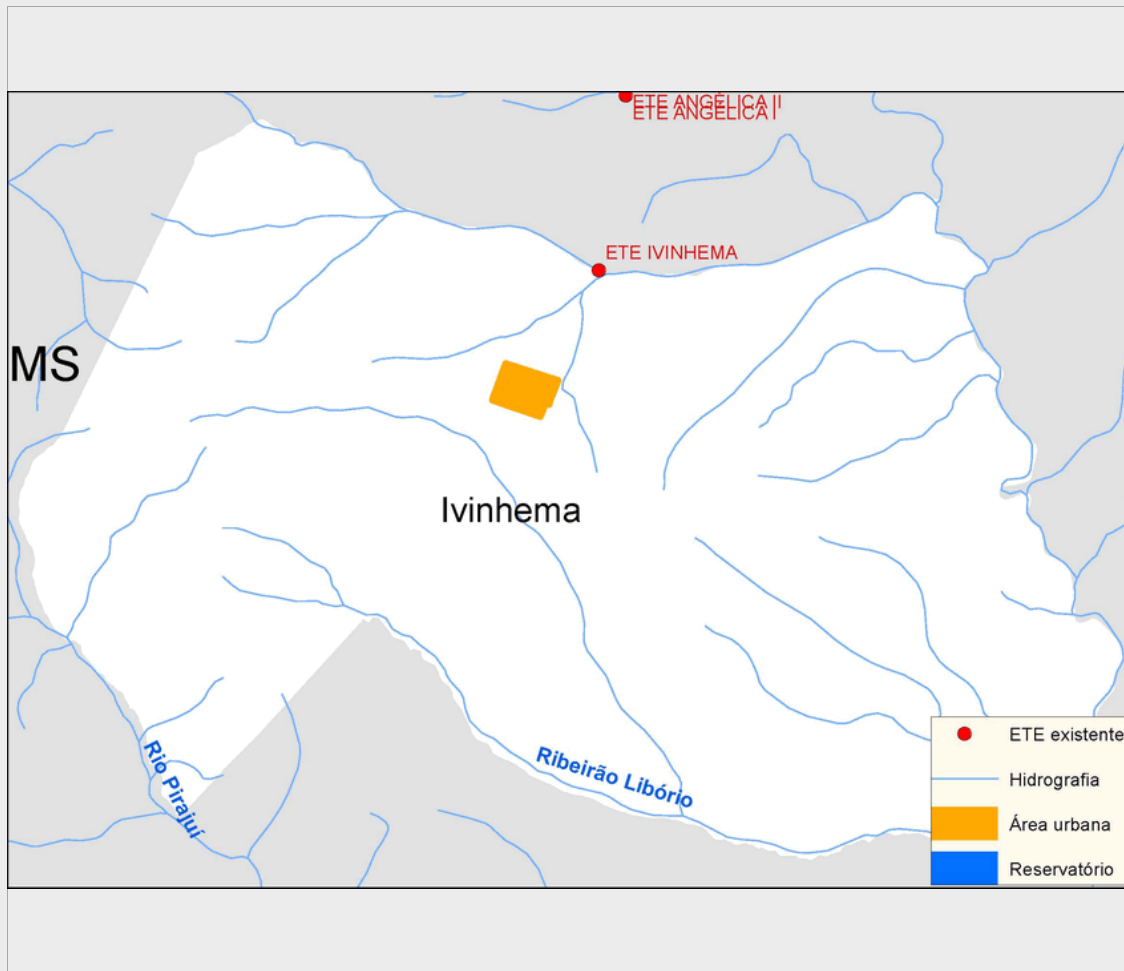 ETE ANGÉLICA II
ETE ANGÉLICA I
ETE IVINHEMA
MS
Ivinhema
Rio Pirajuí
Ribeirão Libório
ETE existente
Hidrografia
Área urbana
Reservatório